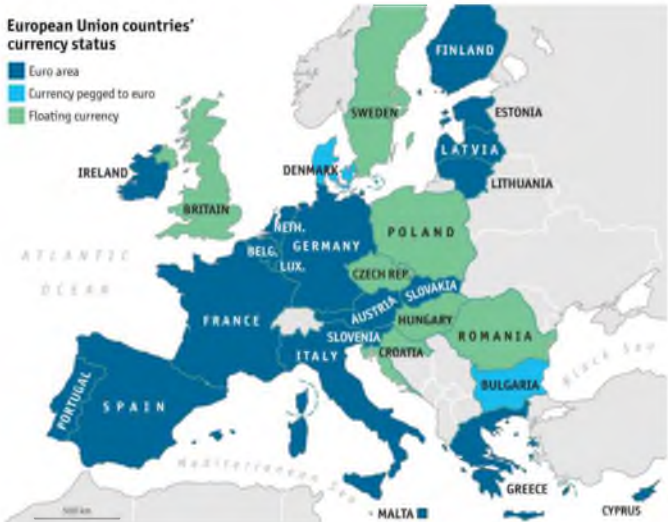 European Union countries'
currency status
Euro area
Currency pegged to euro
Floating currency
FINLAND
SWEDEN
ESTONIA
LATVIA
LITHUANIA
IRELAND
DENMARK
BRITAIN
NETH.
GERMANY
POLAND
BELG.
LUX.
ATLANTIC
OCEAN
CZECH REP.
SLOVAKIA
AUSTRIA
HUNGARY
FRANCE
SLOVENIA
ROMANIA
CROATIA
ITALY
Black Sea
BULGARIA
PORTUGAL
SPAIN
Mediterranean Sea
GREECE
500 km
MALTA
CYPRUS